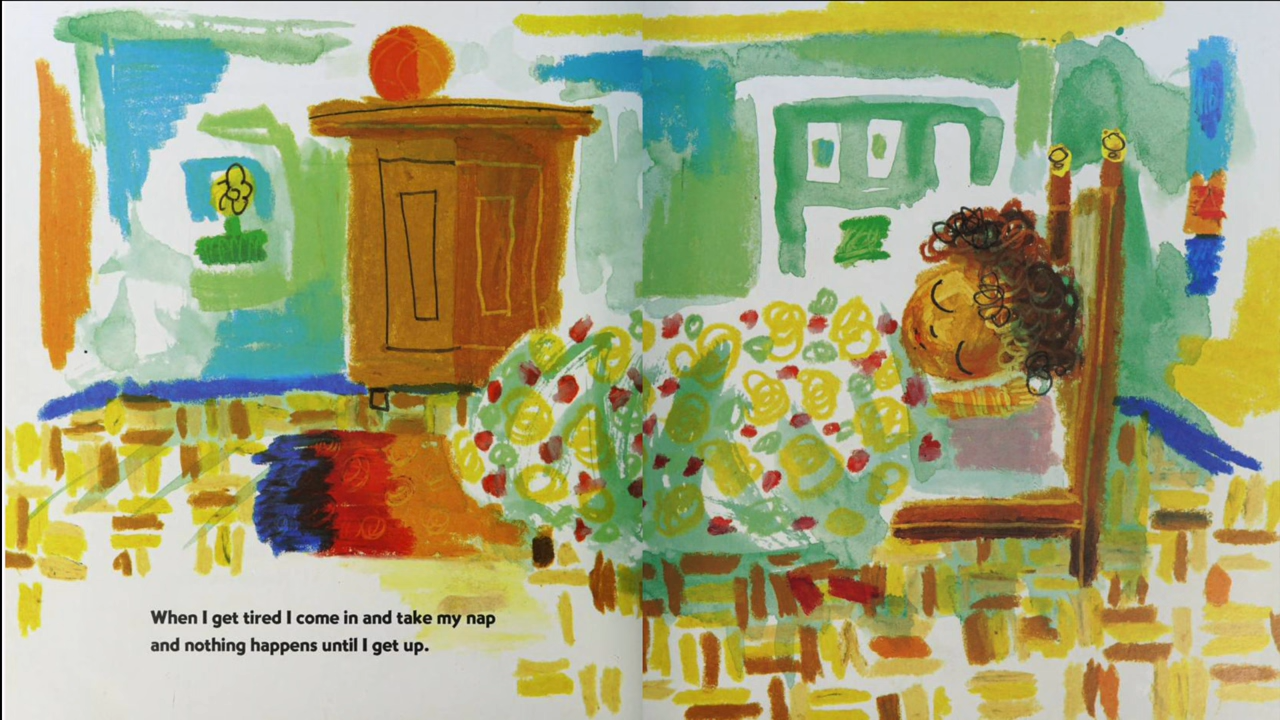 When I get tired I come in and take my nap
and nothing happens until I get up.